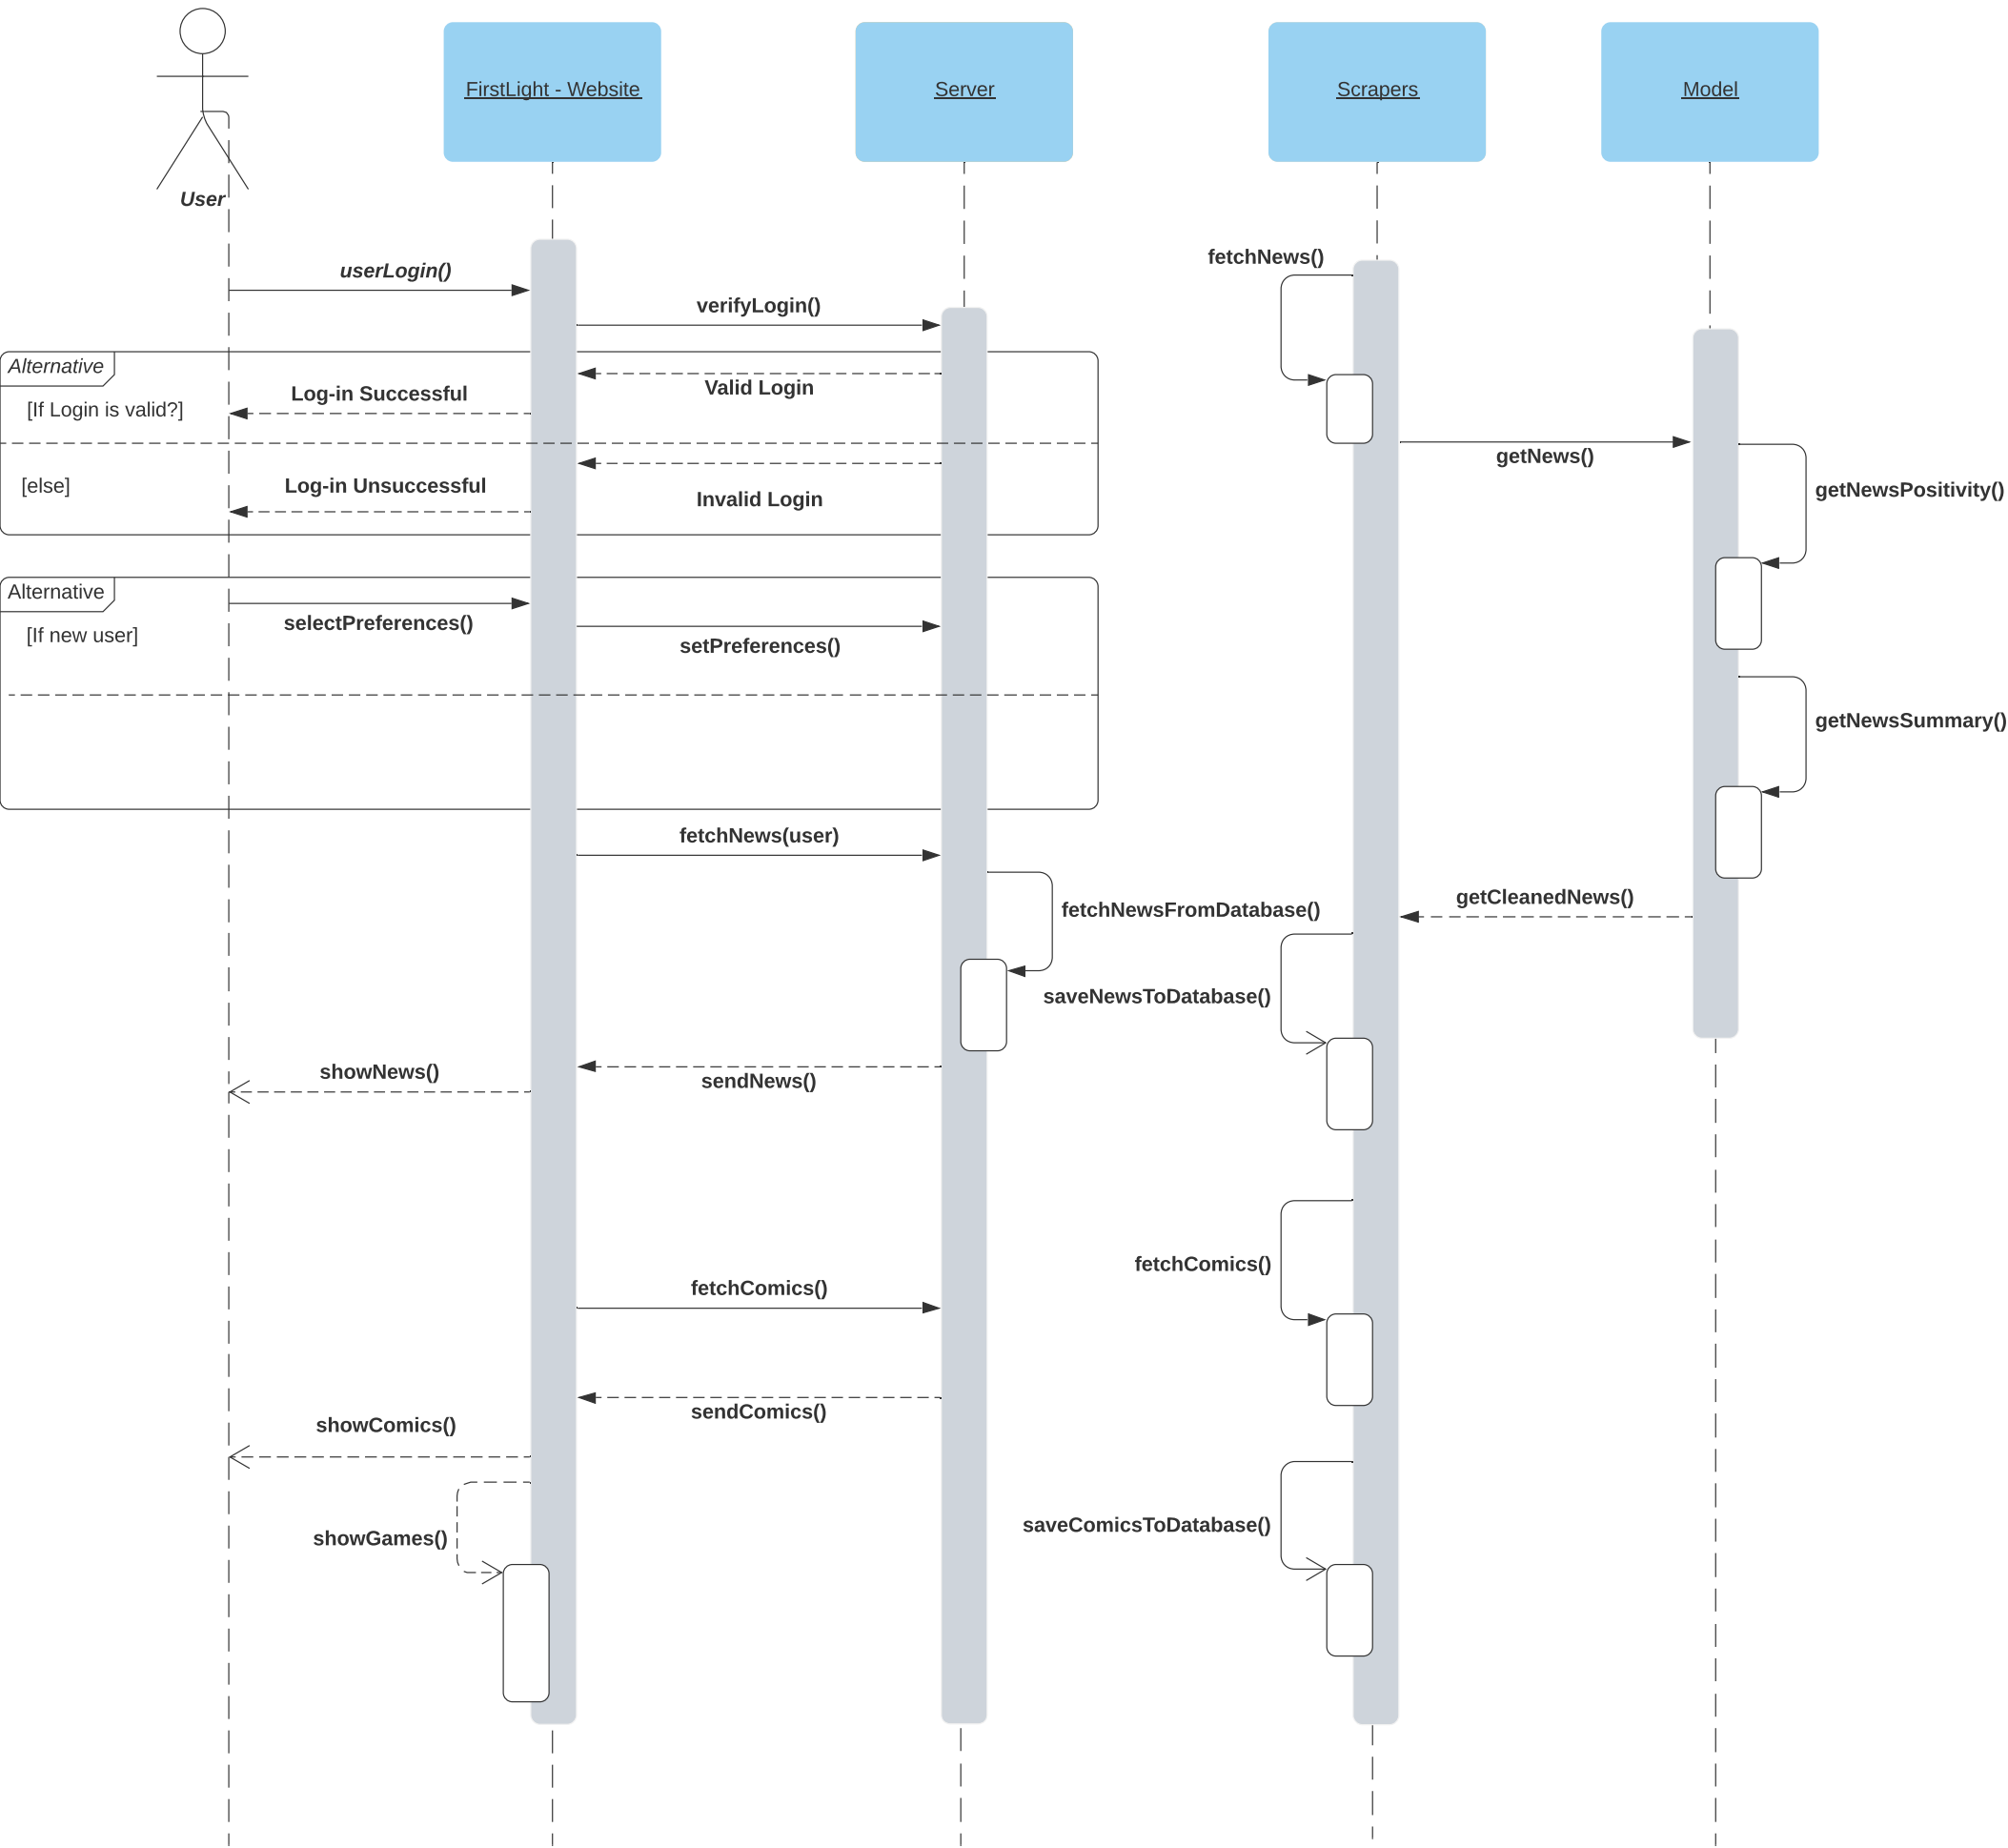 FirstLight - Website
Server
Scrapers
Model
User
fetchNews()
userLogin()
verifyLogin()
Alternative
Valid Login
Log-in Successful
[If Login is valid?]
getNews()
[else]
Log-in Unsuccessful
Invalid Login
getNewsPositivity()
Alternative
selectPreferences()
[If new user]
setPreferences()
getNewsSummary()
fetchNews(user)
getCleanedNews()
fetchNewsFromDatabase()
saveNewsToDatabase()
showNews()
sendNews()
fetchComics()
fetchComics()
sendComics()
showComics()
saveComicsToDatabase()
showGames()